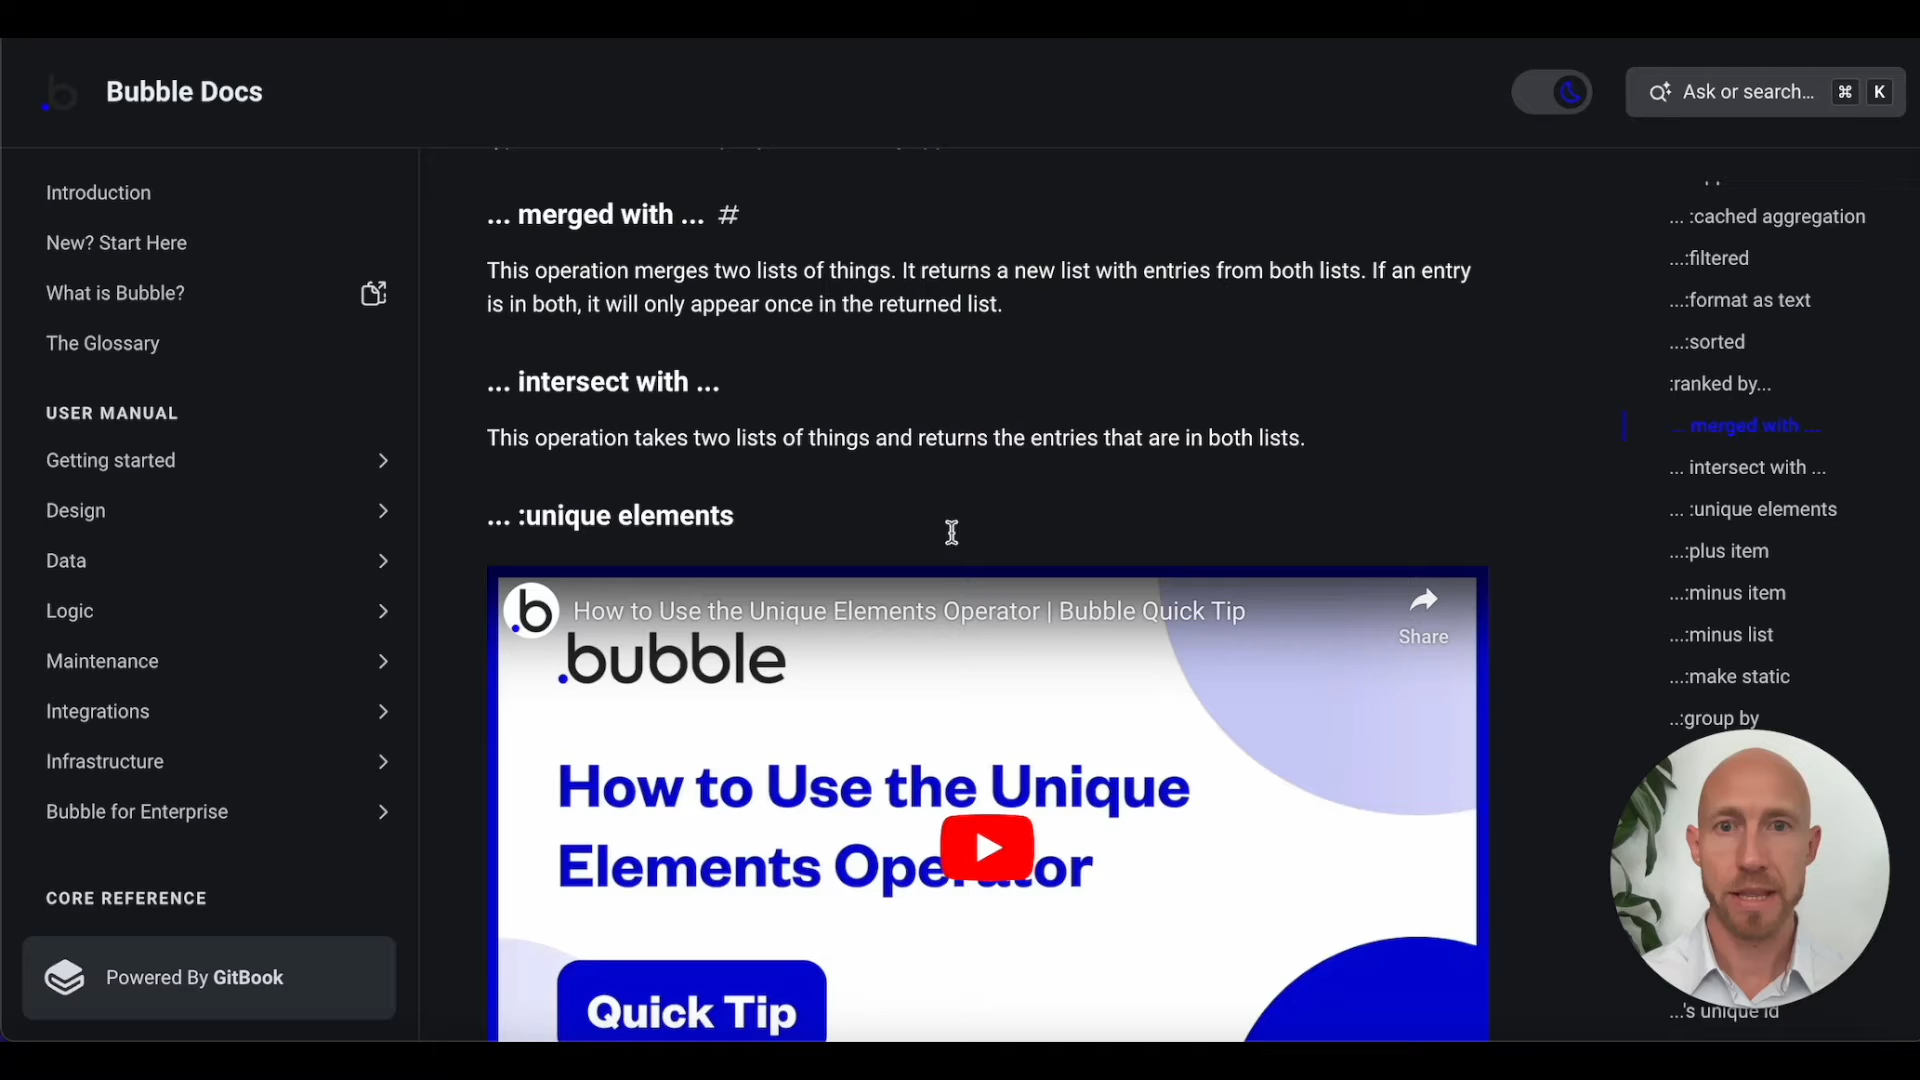 Bubble Docs
Ask or search... ⌘ K
Introduction
New? Start Here
What is Bubble?
The Glossary
USER MANUAL
Getting started
Design
Data
Logic
Maintenance
Integrations
Infrastructure
Bubble for Enterprise
CORE REFERENCE
Powered By GitBook
... merged with ... #
This operation merges two lists of things. It returns a new list with entries from both lists. If an entry
is in both, it will only appear once in the returned list.
... intersect with ...
This operation takes two lists of things and returns the entries that are in both lists.
... :unique elements
b How to Use the Unique Elements Operator | Bubble Quick Tip
Share
.bubble
How to Use the Unique
Elements Operator
Quick Tip
... :cached aggregation
...:filtered
...:format as text
...:sorted
:ranked by...
... merged with ...
... intersect with ...
... :unique elements
...:plus item
...:minus item
...:minus list
...:make static
..:group by
...'s unique id